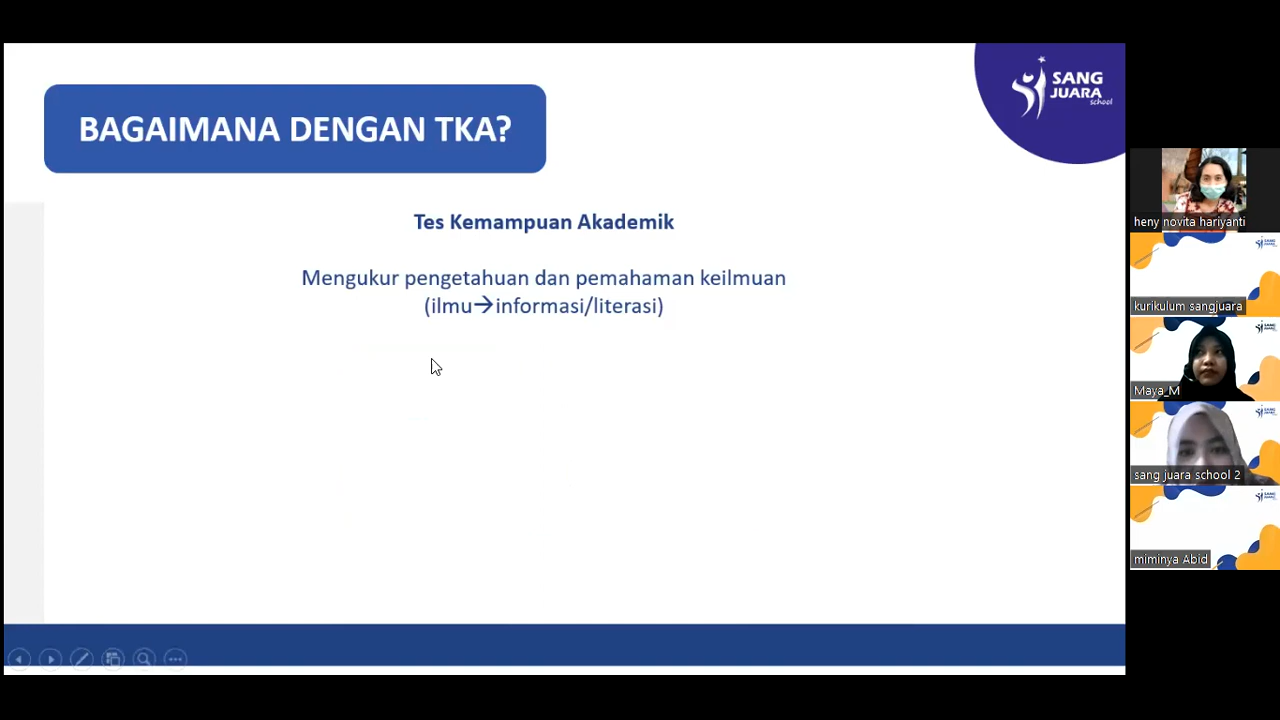 BAGAIMANA DENGAN TKA?
SANG
JUARA
school
Tes Kemampuan Akademik
Mengukur pengetahuan dan pemahaman keilmuan
(ilmu→informasi/literasi)
heny novita hariyanti
kurikulum sangjuara
Maya_M
sang juara school 2
miminya Abid